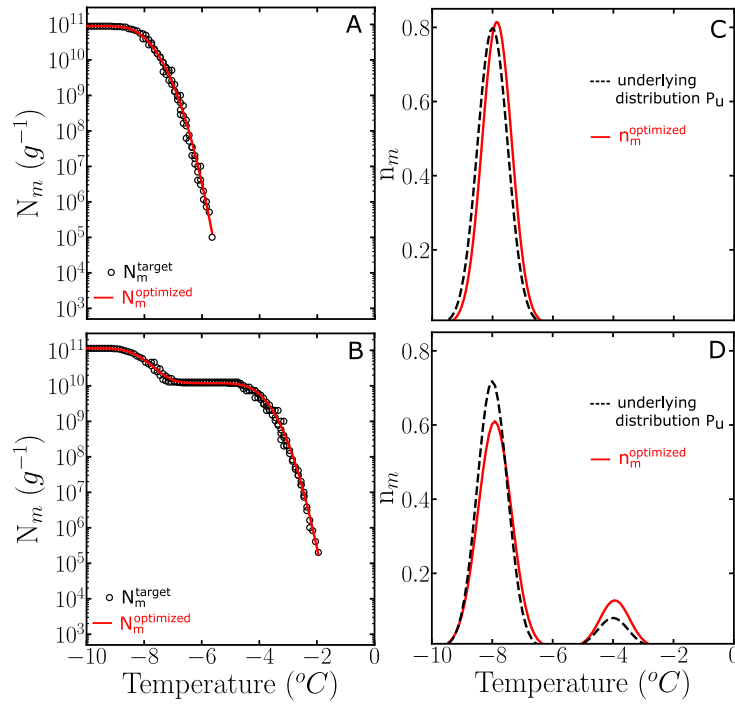 A
N_m (g^{-1})
10^{11}
10^{10}
10^9
10^8
10^7
10^6
10^5
10^4
10^3
N_m^{target}
N_m^{optimized}
C
n_m
0.8
0.6
0.4
0.2
underlying
distribution P_u
n_m^{optimized}
B
N_m (g^{-1})
10^{11}
10^{10}
10^9
10^8
10^7
10^6
10^5
10^4
10^3
N_m^{target}
N_m^{optimized}
−10 −8 −6 −4 −2 0
Temperature (°C)
D
n_m
0.8
0.6
0.4
0.2
underlying
distribution P_u
n_m^{optimized}
−10 −8 −6 −4 −2 0
Temperature (°C)